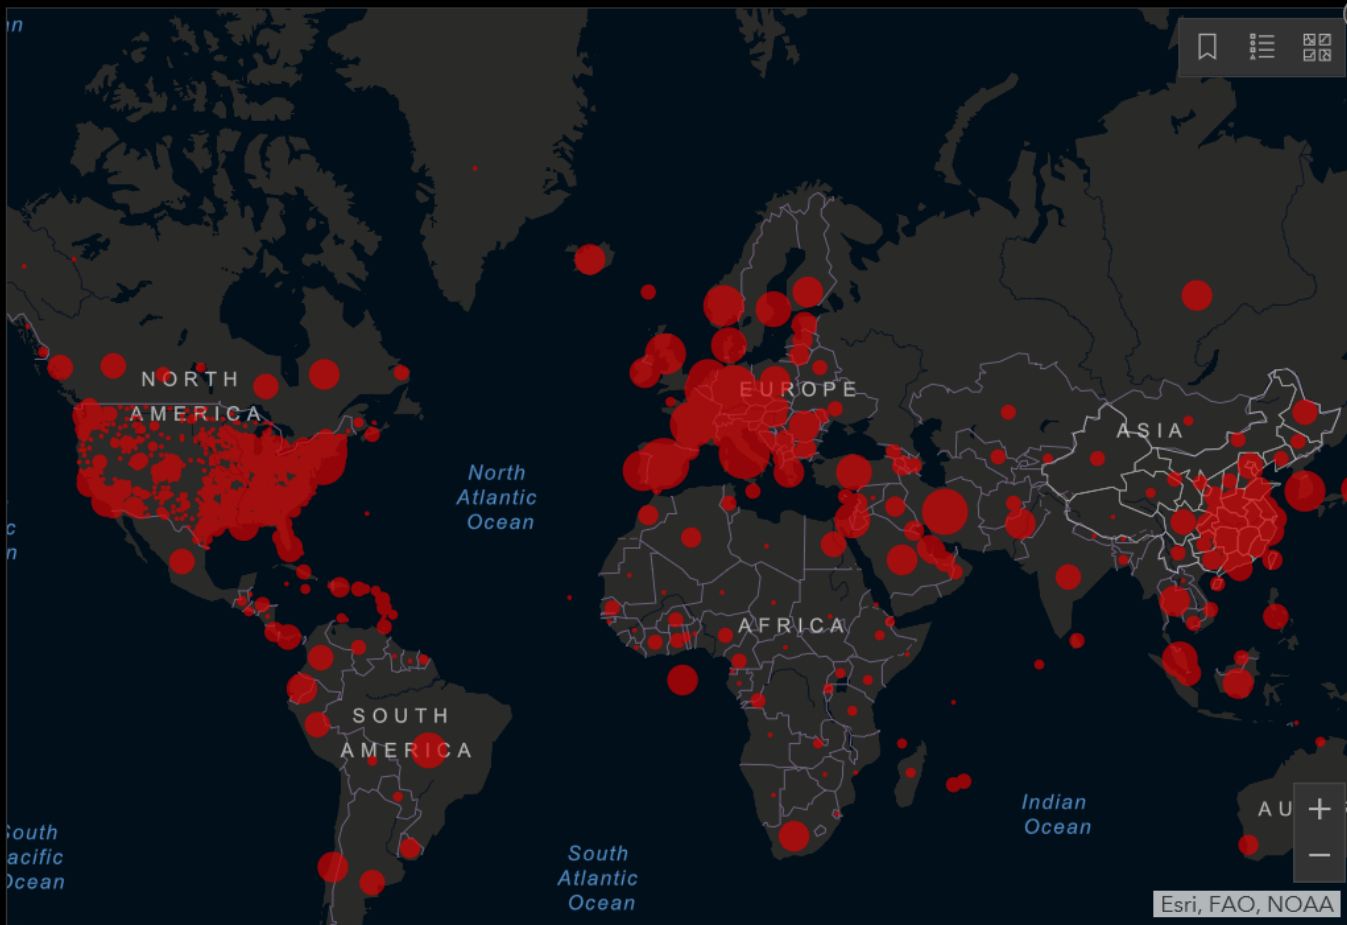 n
NORTH
AMERICA
EUROPE
ASIA
North
Atlantic
Ocean
c
n
AFRICA
SOUTH
AMERICA
Indian
Ocean
AU
South
acific
Ocean
South
Atlantic
Ocean
Esri, FAO, NOAA